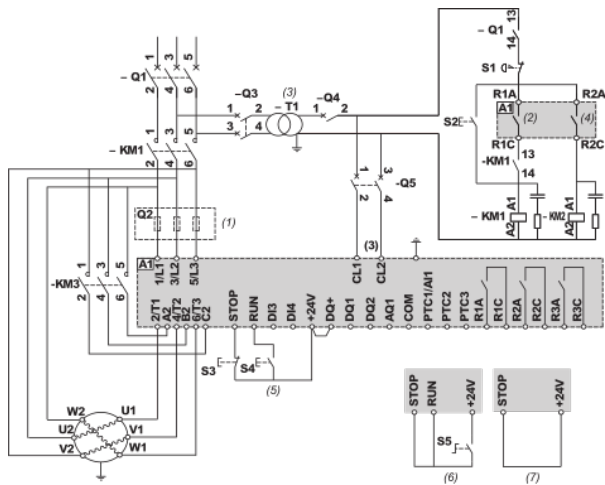 1 3 5
– Q1
2 4 6
1 3 5
– KM1
2 4 6
– Q3
1 2
3 4
(3)
– T1
– Q4
1 2
1 3
-Q5
2 4
13
– Q1
14
S1
R1A R2A
A1
(2) (4)
S2
R1C R2C
-KM1 13
14
– KM1 A1
A2
– KM2 A1
A2
Q2
(1)
(3)
A1
1/L1
3/L2
5/L3
CL1
CL2
2/T1
A2
4/T2
B2
6/T3
C2
STOP
RUN
DI3
DI4
+24V
DQ+
DQ1
DQ2
AQ1
COM
PTC1/AI1
PTC2
PTC3
R1A
R1C
R2A
R2C
R3A
R3C
1 3 5
-KM3
2 4 6
S3 S4
(5)
W2 U1
U2 V1
V2 W1
STOP
RUN
+24V
S5
(6)
STOP
+24V
(7)